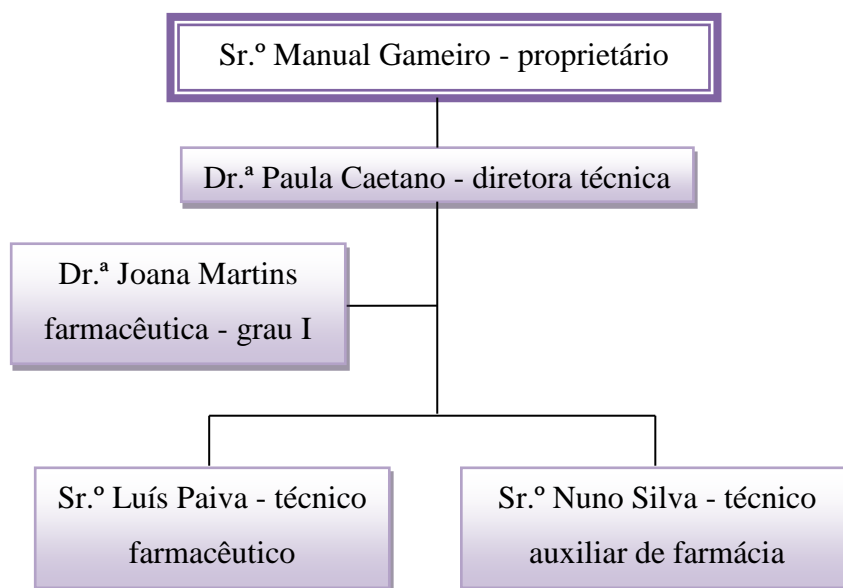 Sr.º Manual Gameiro - proprietário
Dr.ª Paula Caetano - diretora técnica
Dr.ª Joana Martins
farmacêutica - grau I
Sr.º Luís Paiva - técnico
farmacêutico
Sr.º Nuno Silva - técnico
auxiliar de farmácia